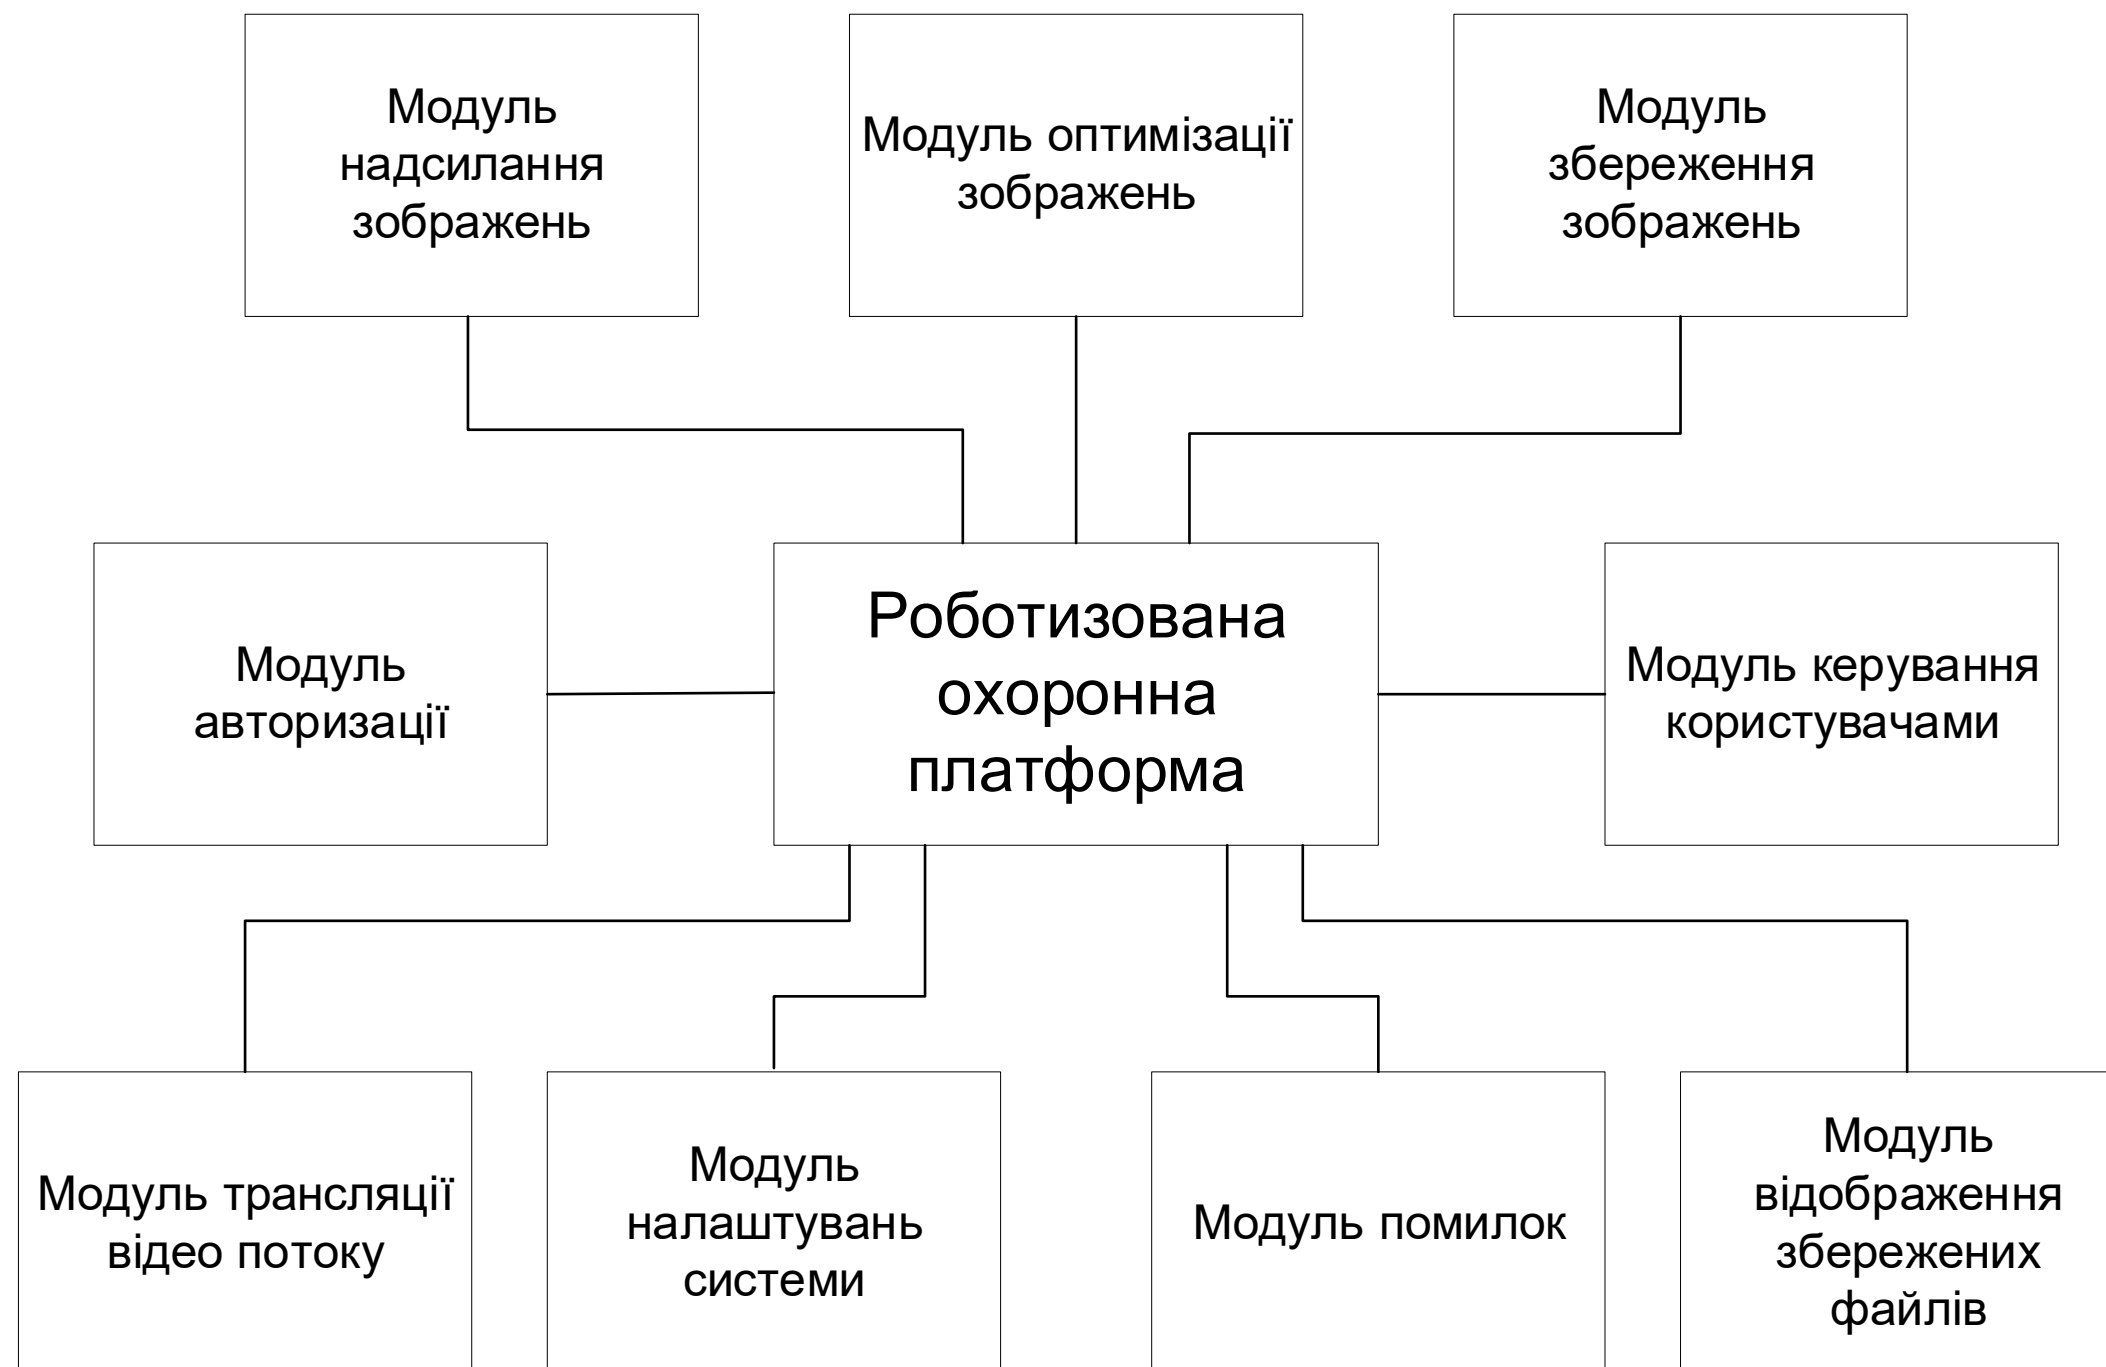 Модуль
надсилання
зображень
Модуль оптимізації
зображень
Модуль
збереження
зображень
Модуль
авторизації
Роботизована
охоронна
платформа
Модуль керування
користувачами
Модуль трансляції
відео потоку
Модуль
налаштувань
системи
Модуль помилок
Модуль
відображення
збережених
файлів